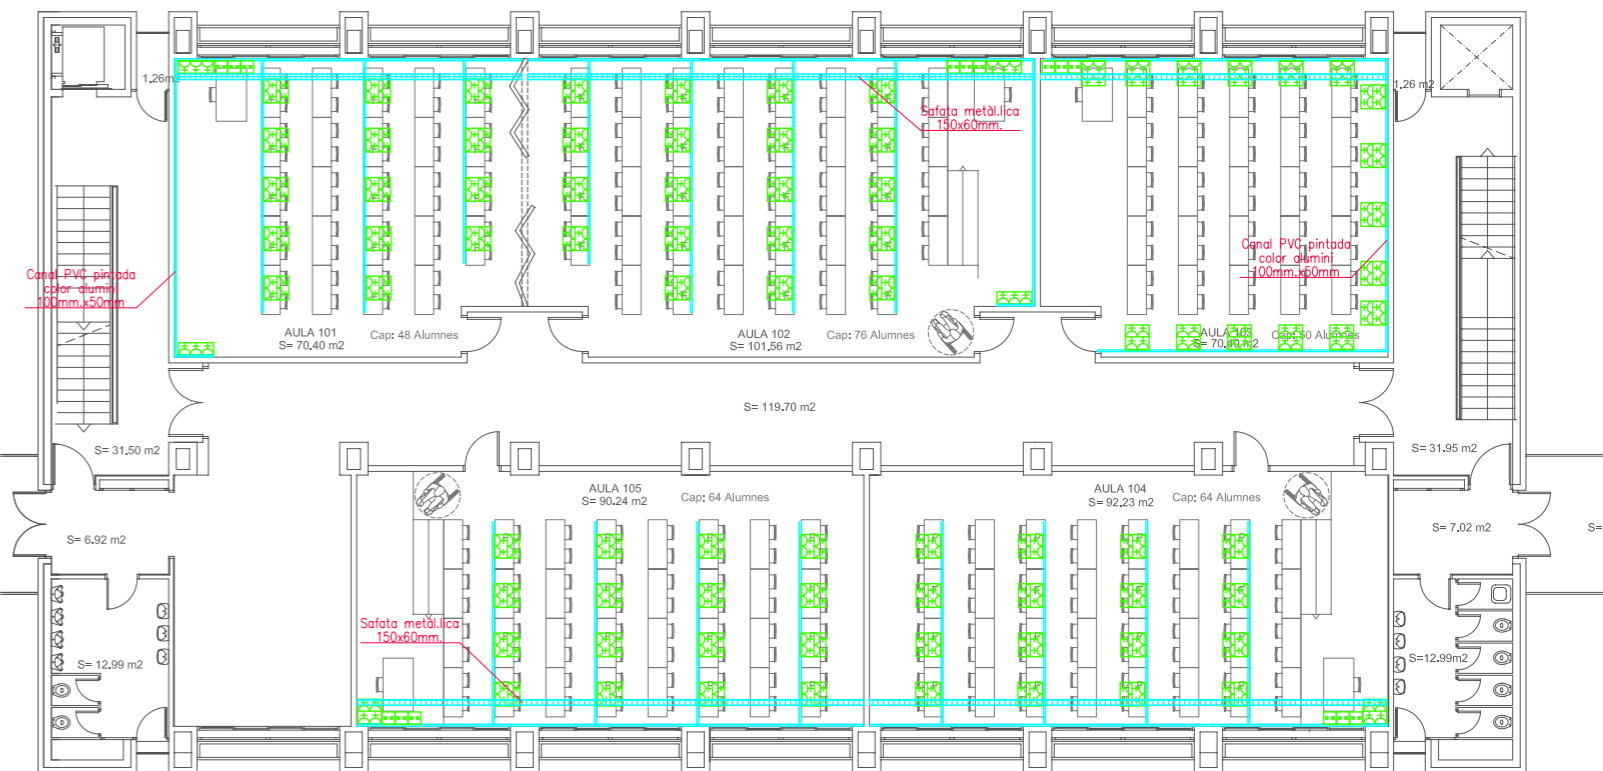 1.26m2
1.26 m2
Safata metàl.lica
150x60mm.
Canal PVC pintada
color alumini
100mm.x50mm
Canal PVC pintada
color alumini
100mm.x50mm
AULA 101
S= 70.40 m2
Cap: 48 Alumnes
AULA 102
S= 101.56 m2
Cap: 76 Alumnes
AULA 103
S= 70.40 m2
Cap: 60 Alumnes
S= 119.70 m2
S= 31.50 m2
S= 31.95 m2
AULA 105
S= 90.24 m2
Cap: 64 Alumnes
AULA 104
S= 92.23 m2
Cap: 64 Alumnes
S= 6.92 m2
S= 7.02 m2
S=
Safata metàl.lica
150x60mm.
S= 12.99 m2
S=12.99m2